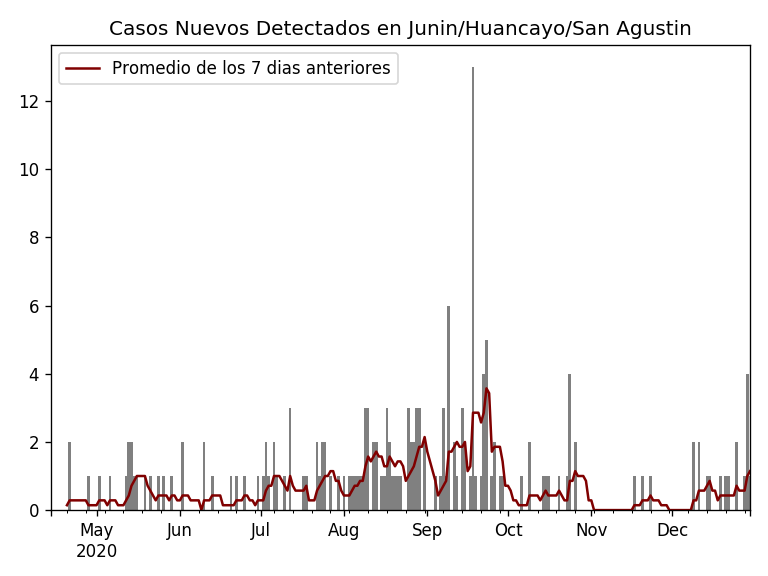 Casos Nuevos Detectados en Junin/Huancayo/San Agustin
Promedio de los 7 dias anteriores
12
10
8
6
4
2
0
May Jun Jul Aug Sep Oct Nov Dec
2020